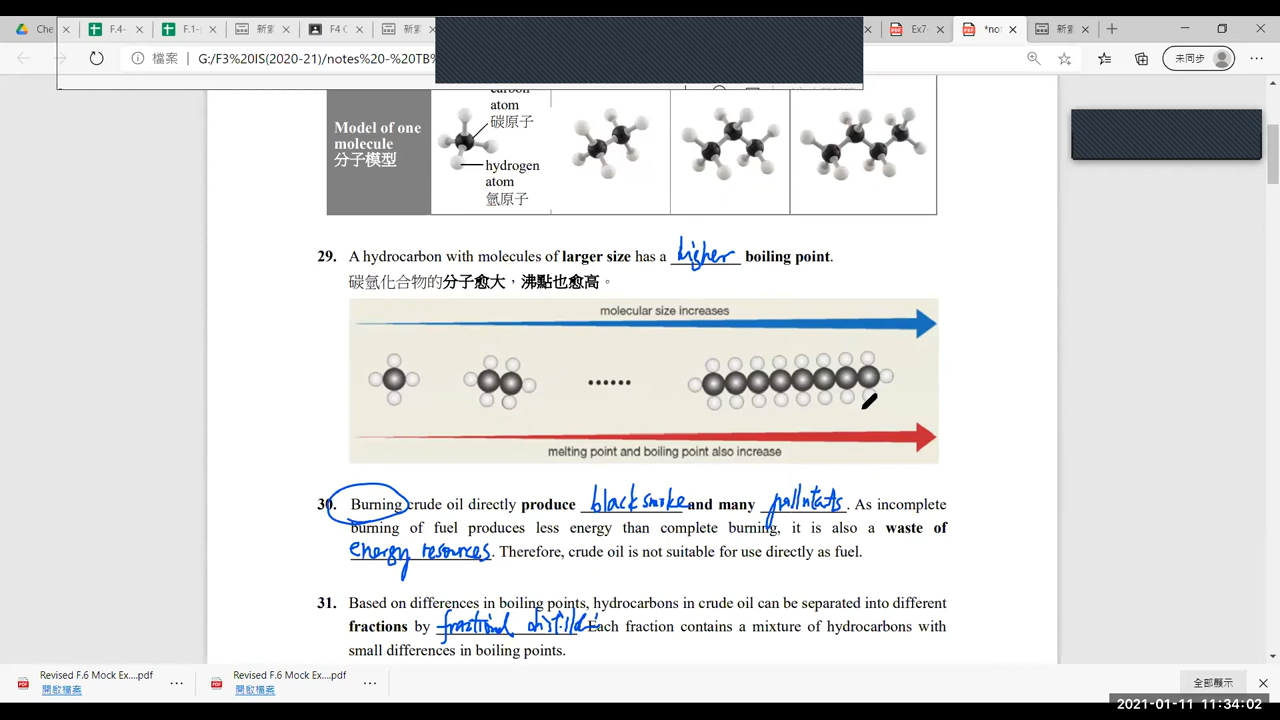 Che
F.4-
F.1-
新紫
F4 C
新紫
Ex7-
*not
新紫
檔案
G:/F3%20IS(2020-21)/notes%20-%20TB%
未同步
carbon
atom
碳原子
Model of one
molecule
分子模型
hydrogen
atom
氫原子
29. A hydrocarbon with molecules of larger size has a higher boiling point.
碳氫化合物的分子愈大，沸點也愈高。
molecular size increases
......
melting point and boiling point also increase
30. Burning crude oil directly produce black smoke and many pollutants. As incomplete
burning of fuel produces less energy than complete burning, it is also a waste of
energy resources. Therefore, crude oil is not suitable for use directly as fuel.
31. Based on differences in boiling points, hydrocarbons in crude oil can be separated into different
fractions by fractional Each fraction contains a mixture of hydrocarbons with
small differences in boiling points.
Revised F.6 Mock Ex....pdf
開啟檔案
Revised F.6 Mock Ex....pdf
開啟檔案
全部顯示
2021-01-11 11:34:02